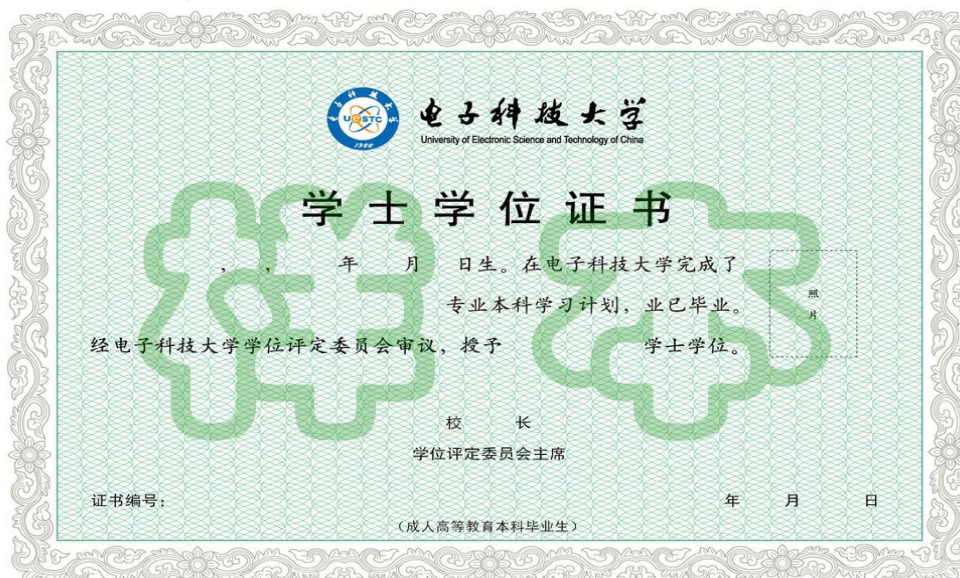 电子科技大学
University of Electronic Science and Technology of China
UESTC
1956
学士学位证书
， ， 年 月 日生。在电子科技大学完成了
专业本科学习计划，业已毕业。
经电子科技大学学位评定委员会审议，授予 学士学位。
照片
样本
校 长
学位评定委员会主席
证书编号： 年 月 日
（成人高等教育本科毕业生）